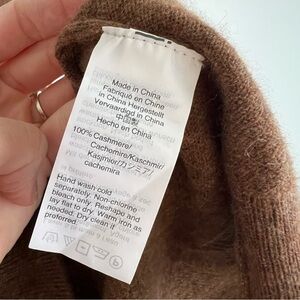 Made in China
Fabriqué en Chine
in China Hergestellt
Vervaardigd in China
中国製
Hecho en China
100% Cashmere/
Cachemire/Kaschmir/
Kasjmier/カシミア/
cachemira
Hand wash cold
separately. Non-chlorine
bleach only. Reshape and
lay flat to dry. Warm iron as
needed. Dry clean if
preferred.